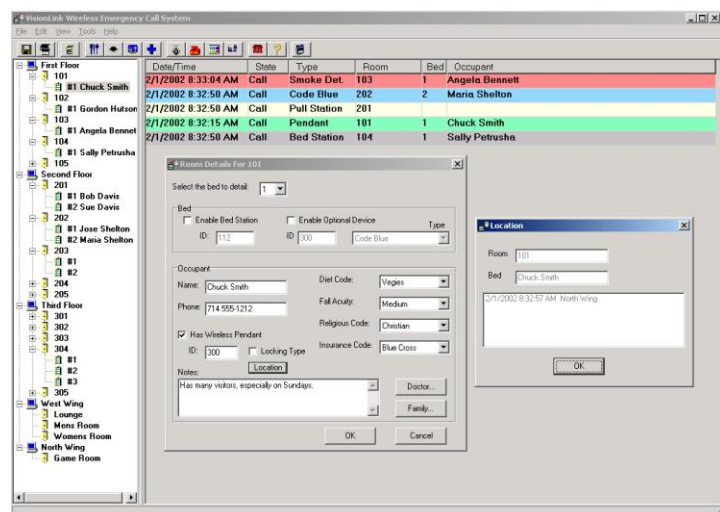 VisionLink Wireless Emergency Call System
File Edit View Tools Help
First Floor
101
#1 Chuck Smith
102
#1 Gordon Hutson
103
#1 Angela Bennet
104
#1 Sally Petrusha
105
Second Floor
201
#1 Bob Davis
#2 Sue Davis
202
#1 Jose Shelton
#2 Maria Shelton
203
#1
#2
204
205
Third Floor
301
302
303
304
#1
#2
#3
305
West Wing
Lounge
Mens Room
Womens Room
North Wing
Game Room
Date/Time State Type Room Bed Occupant
2/1/2002 8:33:04 AM Call Smoke Det. 103 1 Angela Bennett
2/1/2002 8:32:50 AM Call Code Blue 202 2 Maria Shelton
2/1/2002 8:32:50 AM Call Pull Station 201
2/1/2002 8:32:15 AM Call Pendant 101 1 Chuck Smith
2/1/2002 8:32:50 AM Call Bed Station 104 1 Sally Petrusha
Room Details For 101
Select the bed to detail: 1
Bed
Enable Bed Station Enable Optional Device Type
ID: 112 ID 300 Code Blue
Occupant
Name: Chuck Smith Diet Code: Vegies
Phone: 714 555-1212 Fall Acuity: Medium
Religious Code: Christian
Has Wireless Pendant
Insurance Code: Blue Cross
ID: 300 Locking Type
Location
Notes:
Has many visitors, especially on Sundays.
Doctor...
Family...
OK Cancel
Location
Room 101
Bed Chuck Smith
2/1/2002 8:32:57 AM North Wing
OK